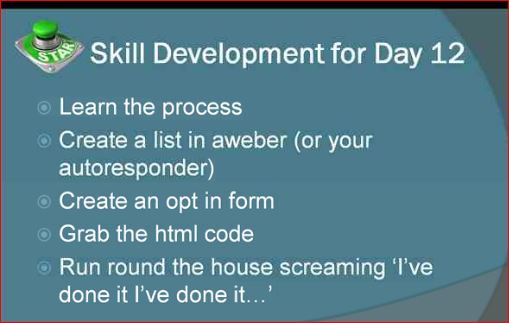 START
Skill Development for Day 12
Learn the process
Create a list in aweber (or your
autoresponder)
Create an opt in form
Grab the html code
Run round the house screaming ‘I’ve
done it I’ve done it…’